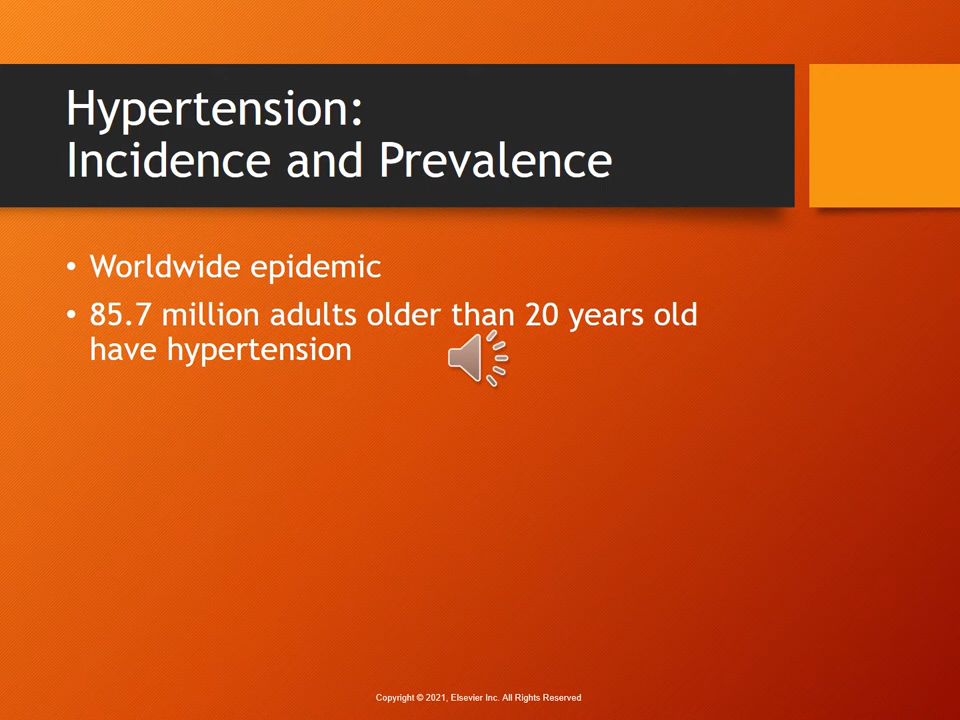 Hypertension:
Incidence and Prevalence
• Worldwide epidemic
• 85.7 million adults older than 20 years old
have hypertension
Copyright © 2021, Elsevier Inc. All Rights Reserved